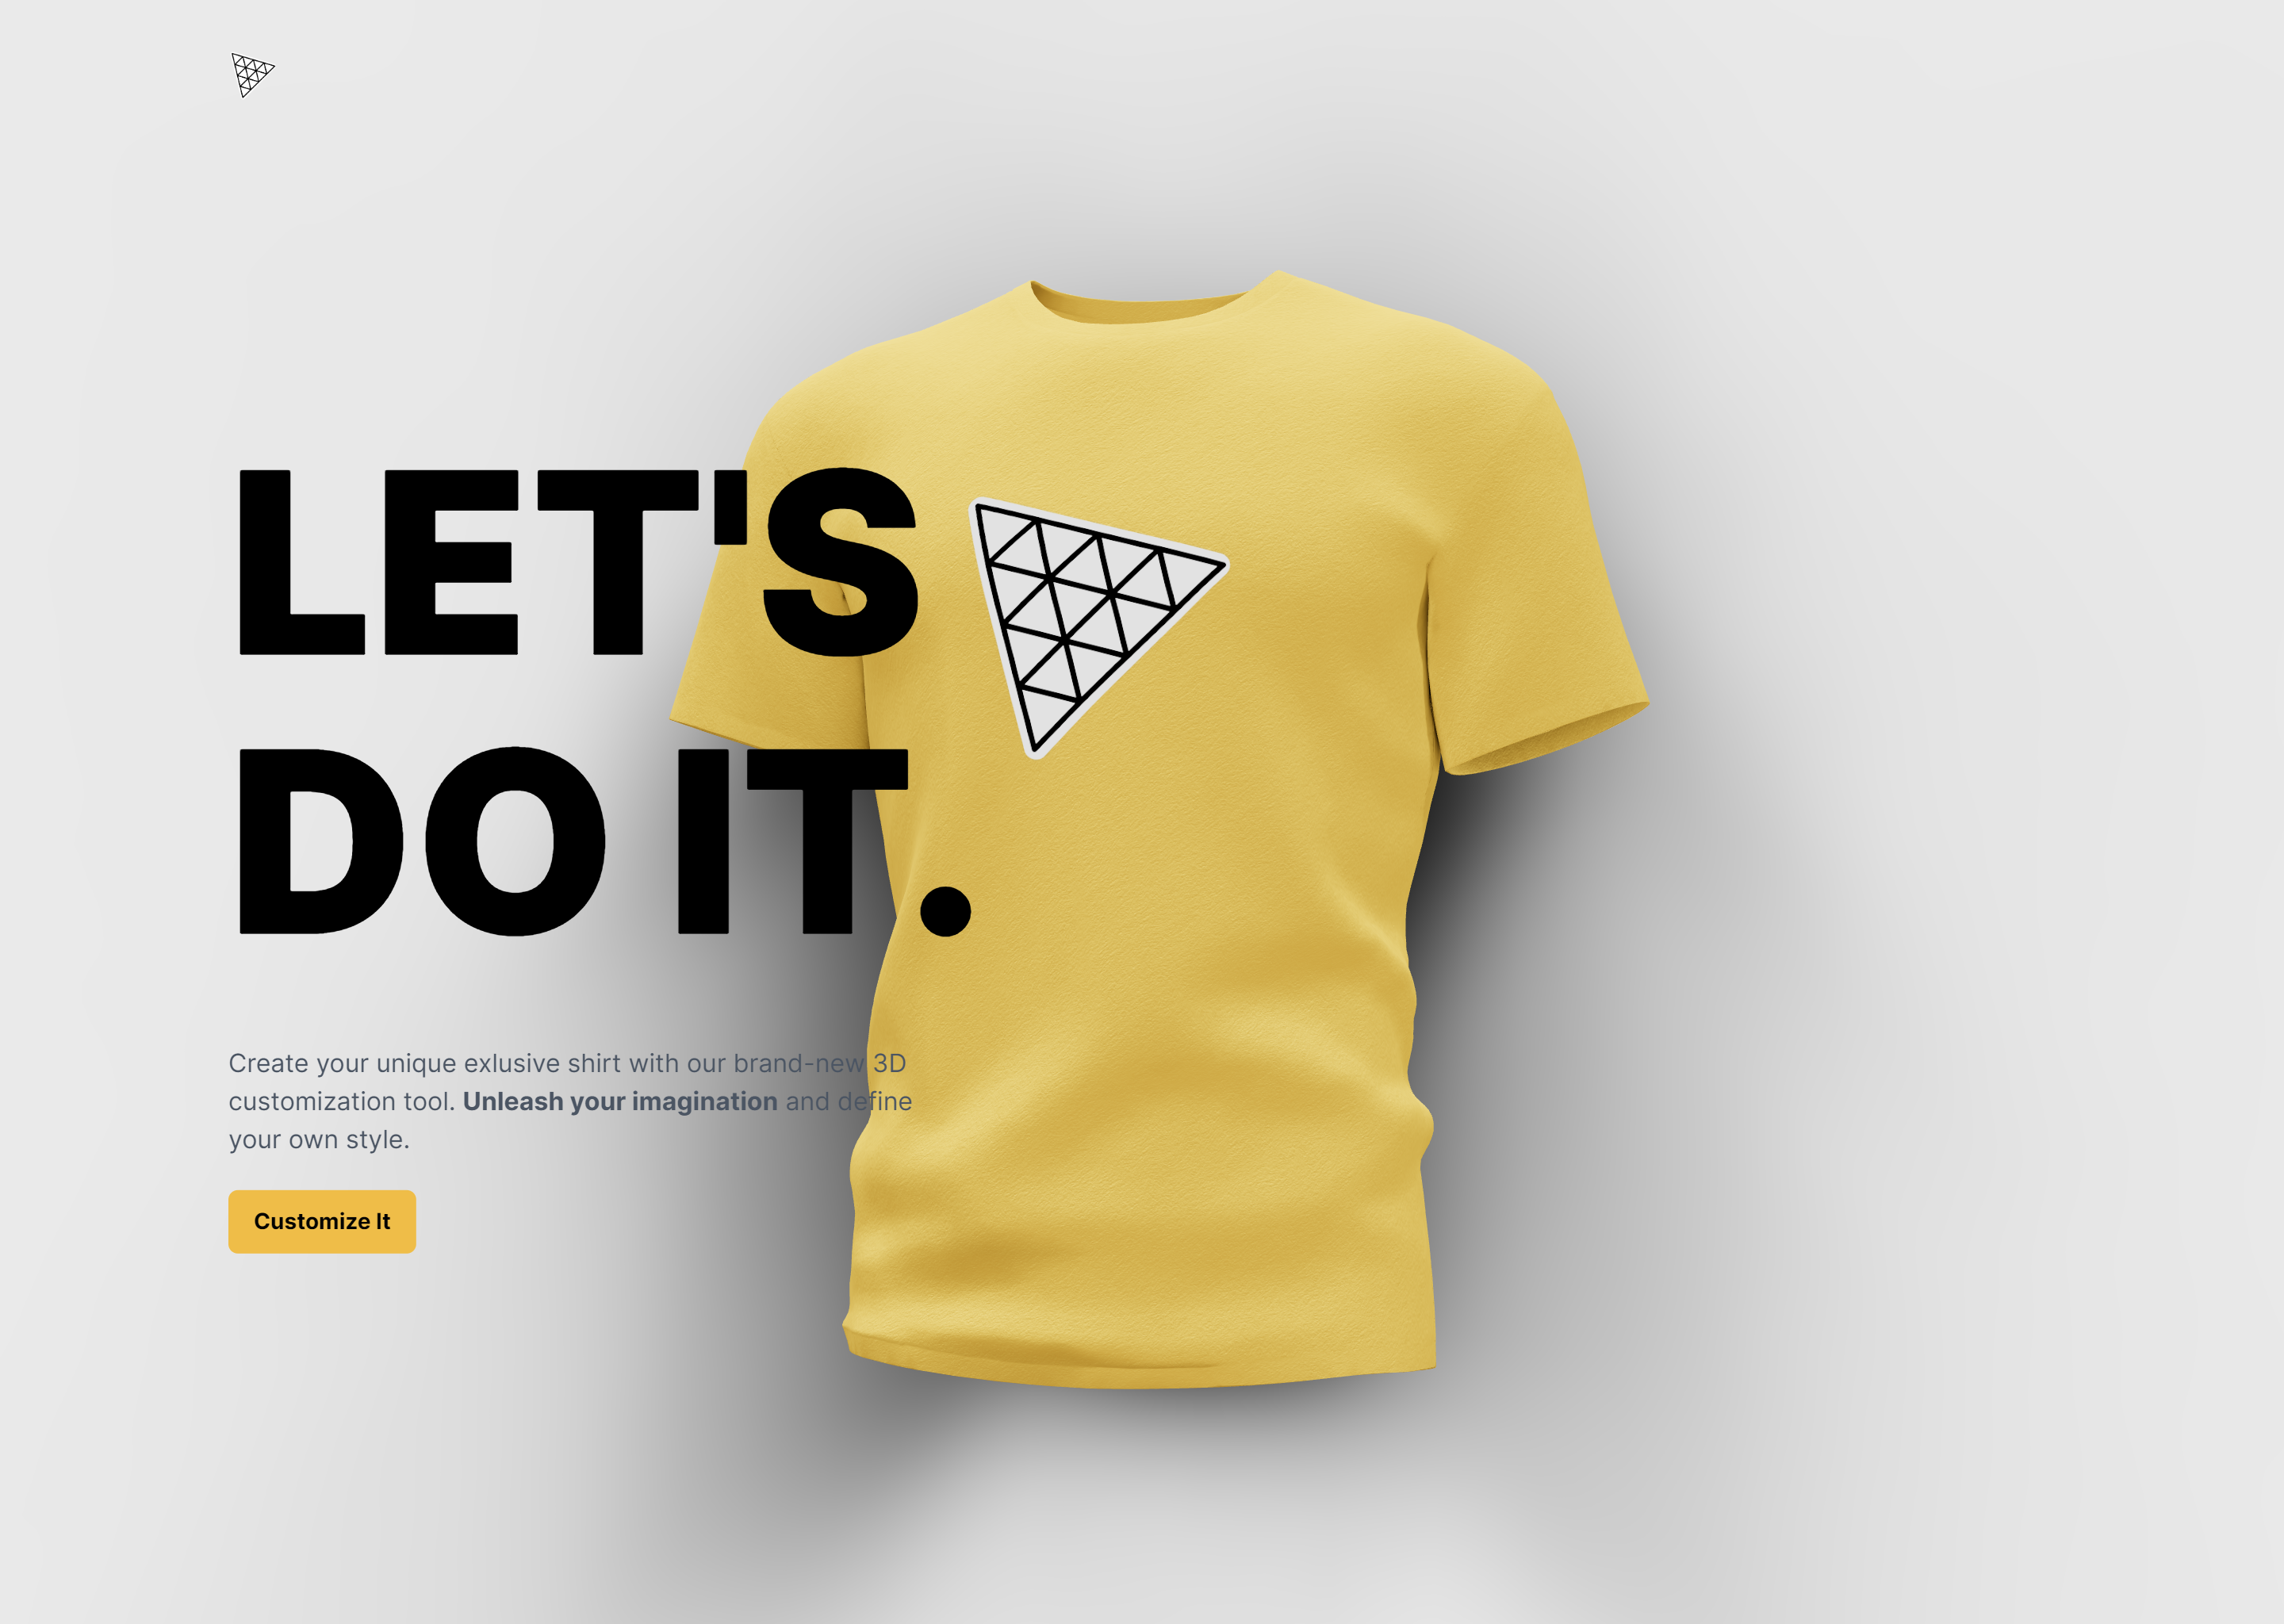 LET'S
DO IT.
Create your unique exlusive shirt with our brand-new 3D
customization tool. Unleash your imagination and define
your own style.
Customize It